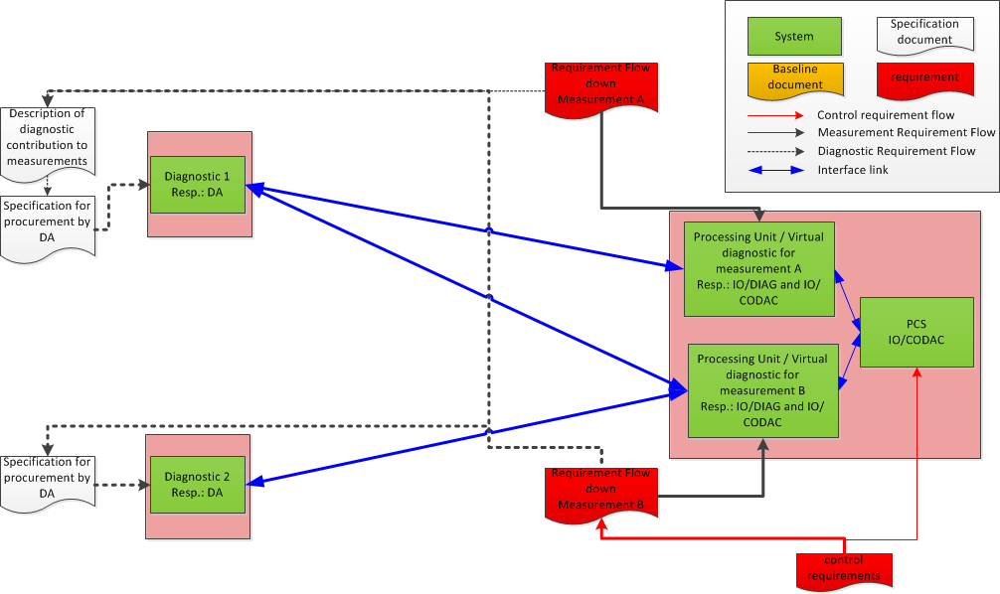 System
Specification
document
Baseline
document
requirement
Control requirement flow
Measurement Requirement Flow
Diagnostic Requirement Flow
Interface link
Requirement Flow
down
Measurement A
Description of
diagnostic
contribution to
measurements
Specification for
procurement by
DA
Diagnostic 1
Resp.: DA
Processing Unit / Virtual
diagnostic for
measurement A
Resp.: IO/DIAG and IO/
CODAC
PCS
IO/CODAC
Processing Unit / Virtual
diagnostic for
measurement B
Resp.: IO/DIAG and IO/
CODAC
Specification for
procurement by
DA
Diagnostic 2
Resp.: DA
Requirement Flow
down
Measurement B
control
requirements